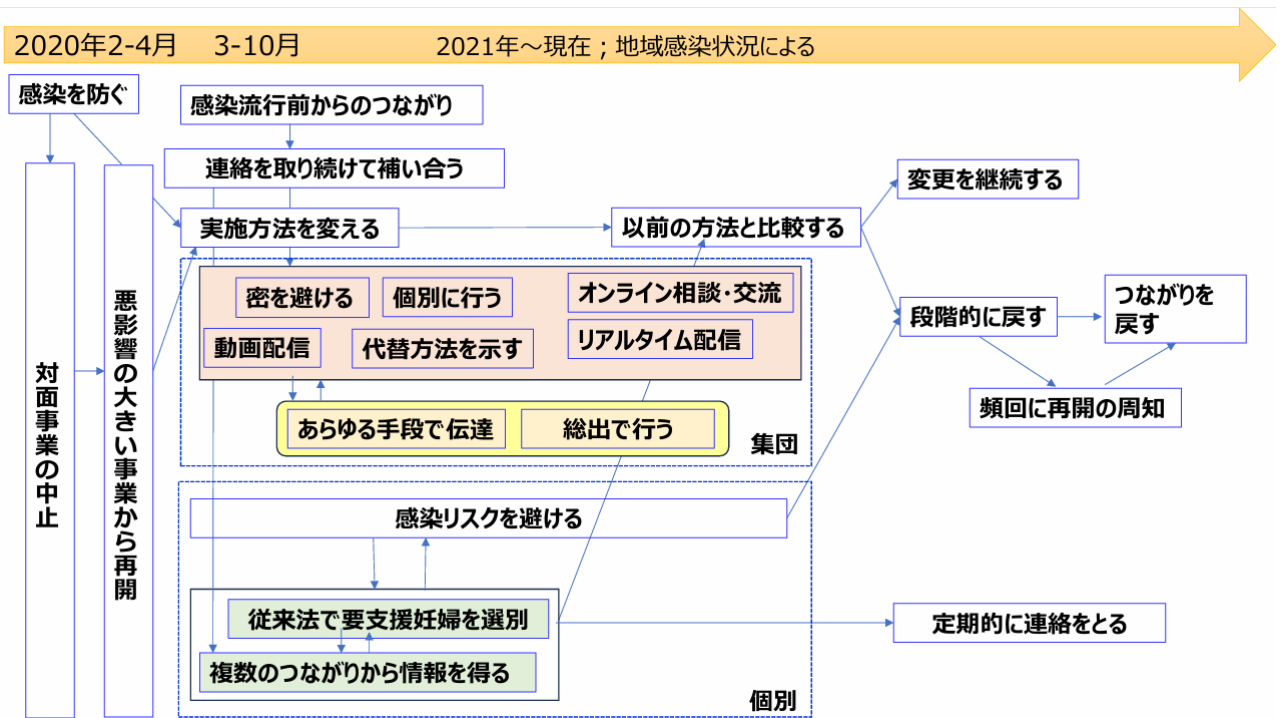 2020年2-4月 3-10月 2021年～現在；地域感染状況による
感染を防ぐ
感染流行前からのつながり
連絡を取り続けて補い合う
実施方法を変える
以前の方法と比較する
変更を継続する
対面事業の中止
悪影響の大きい事業から再開
密を避ける
個別に行う
オンライン相談・交流
動画配信
代替方法を示す
リアルタイム配信
あらゆる手段で伝達
総出で行う
集団
段階的に戻す
つながりを
戻す
頻回に再開の周知
感染リスクを避ける
従来法で要支援妊婦を選別
複数のつながりから情報を得る
個別
定期的に連絡をとる